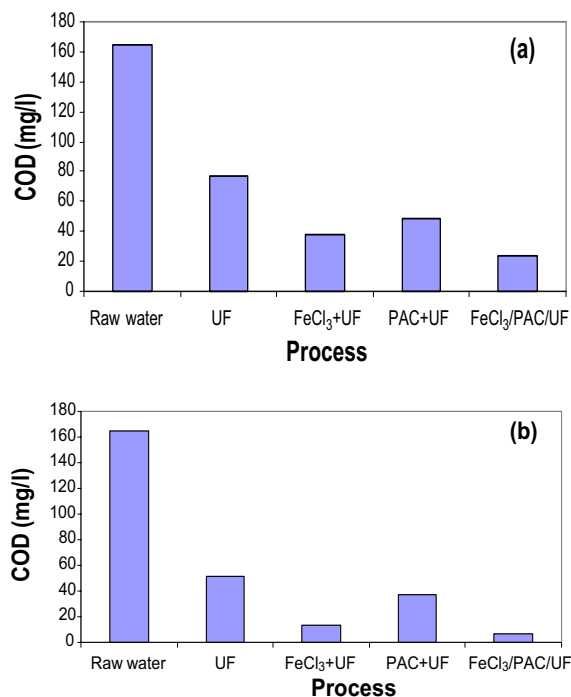 (a)
COD (mg/l)
180
160
140
120
100
80
60
40
20
0
Raw water UF FeCl₃+UF PAC+UF FeCl₃/PAC/UF
Process
(b)
COD (mg/l)
180
160
140
120
100
80
60
40
20
0
Raw water UF FeCl₃+UF PAC+UF FeCl₃/PAC/UF
Process